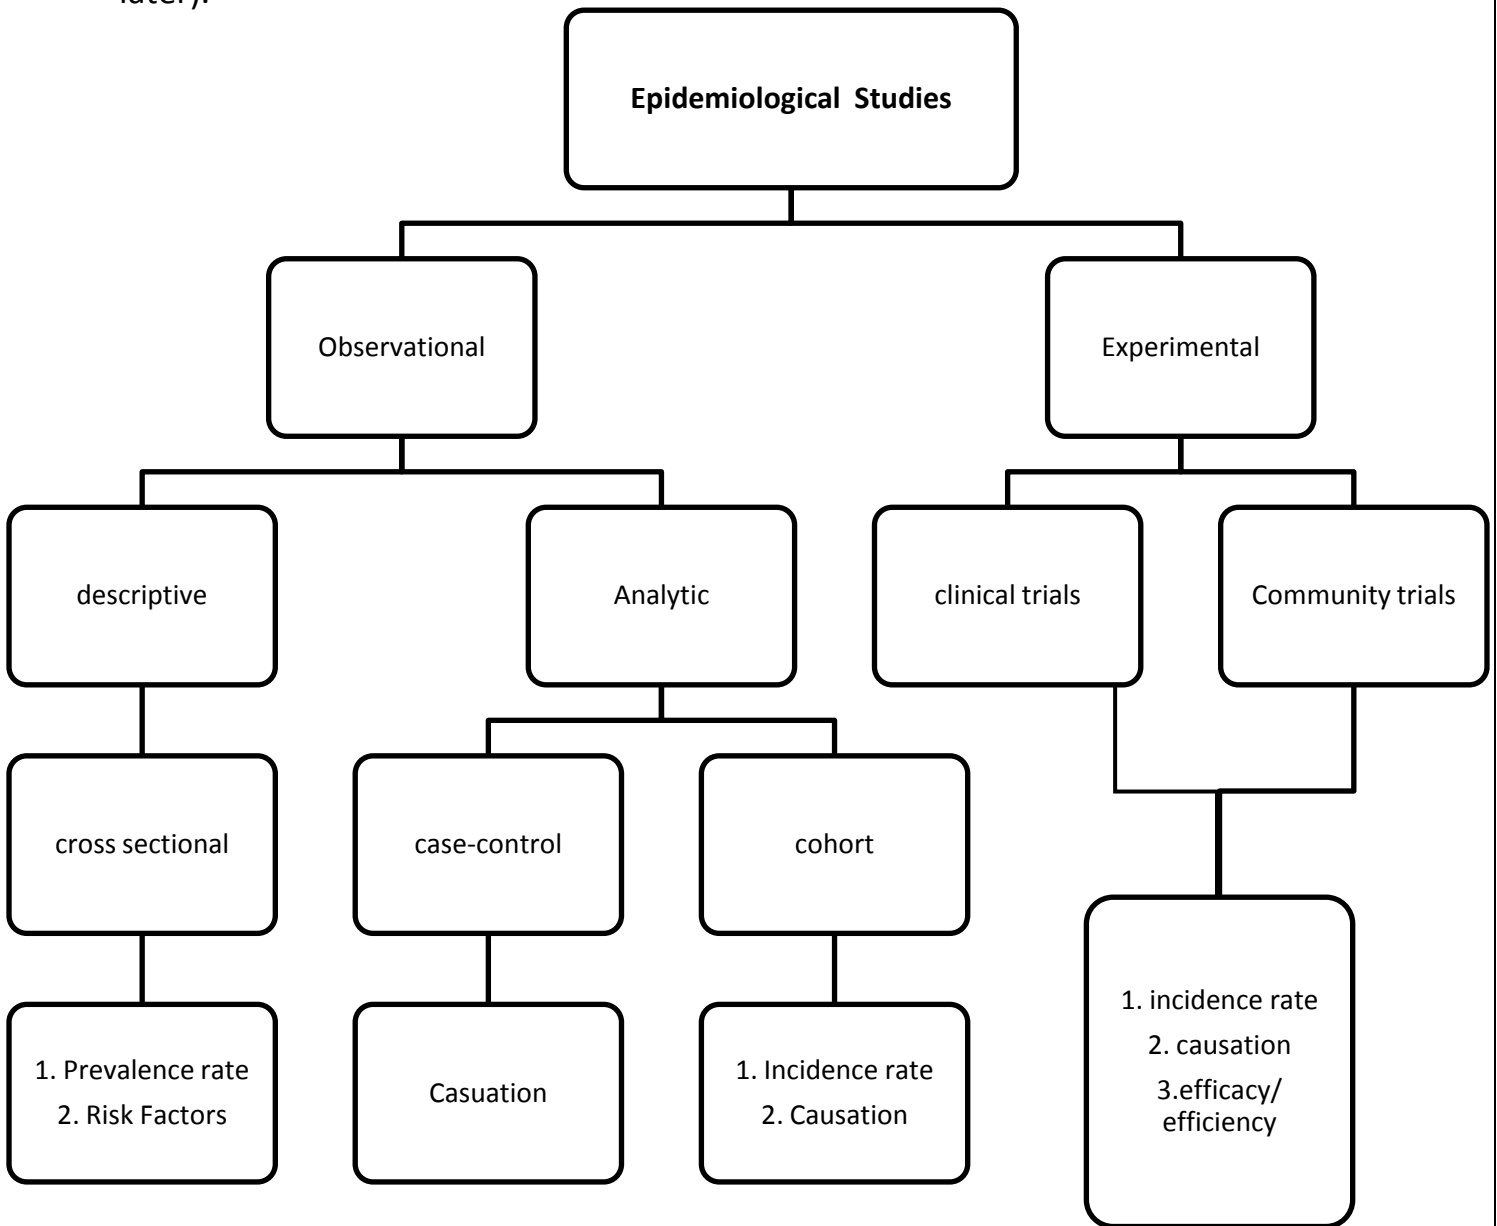 later).
Epidemiological Studies
Observational
Experimental
descriptive
Analytic
clinical trials
Community trials
cross sectional
case-control
cohort
1. Prevalence rate
2. Risk Factors
Casuation
1. Incidence rate
2. Causation
1. incidence rate
2. causation
3.efficacy/
efficiency